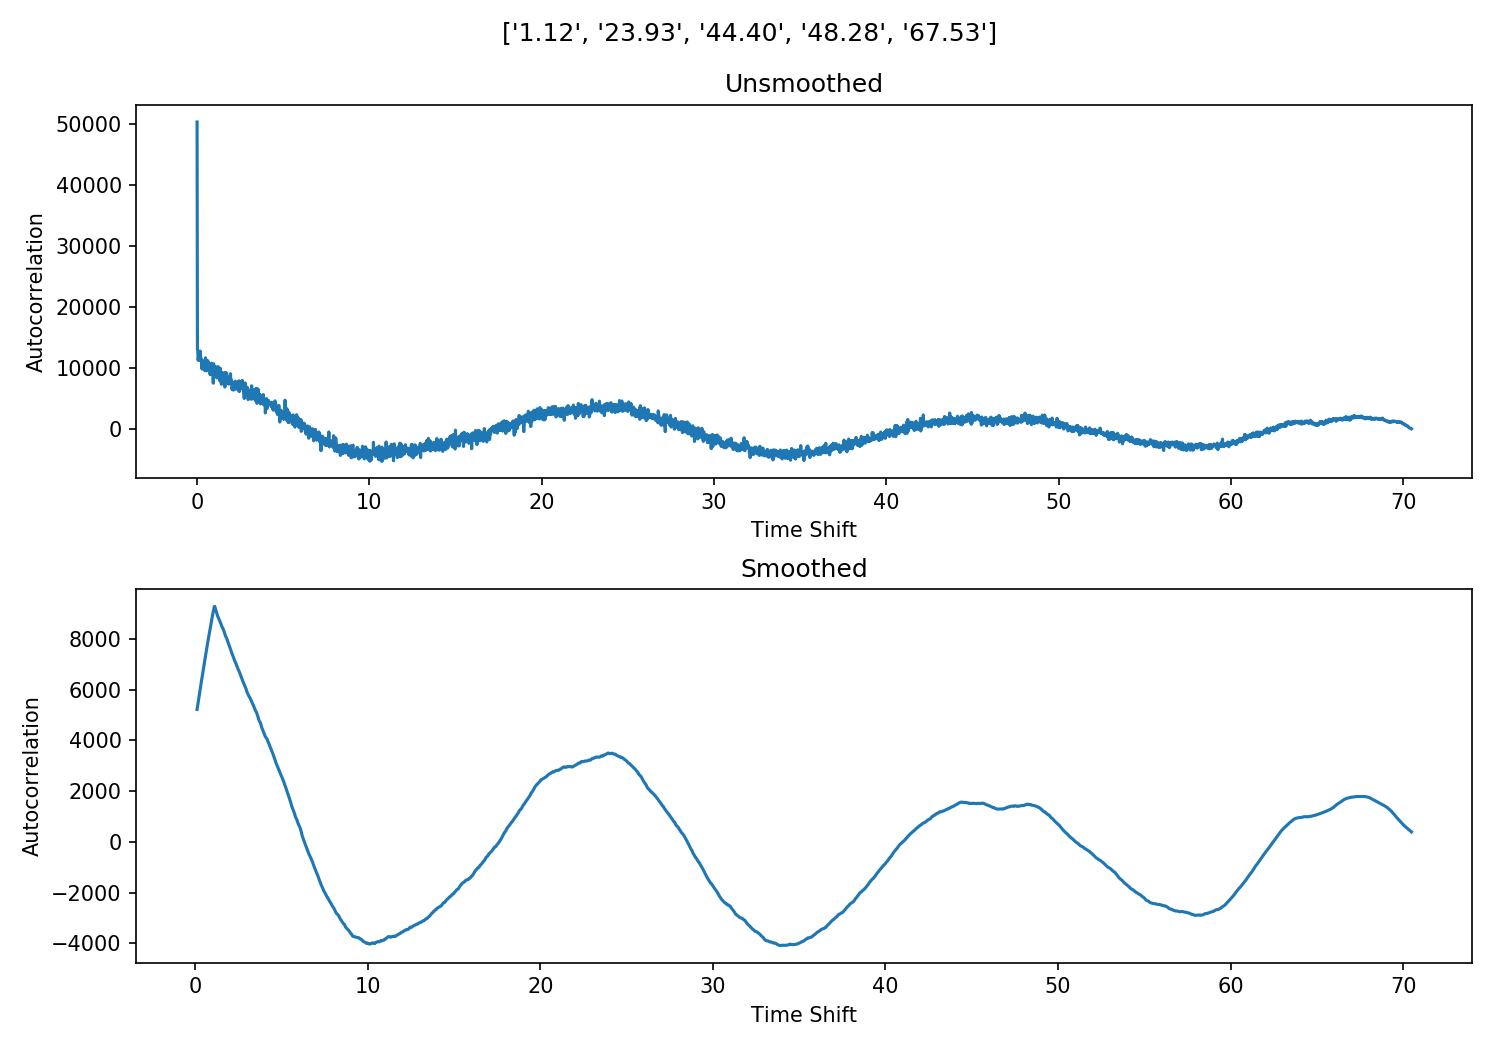 ['1.12', '23.93', '44.40', '48.28', '67.53']
Unsmoothed
Autocorrelation
50000
40000
30000
20000
10000
0
0 10 20 30 40 50 60 70
Time Shift
Smoothed
Autocorrelation
8000
6000
4000
2000
0
−2000
−4000
0 10 20 30 40 50 60 70
Time Shift